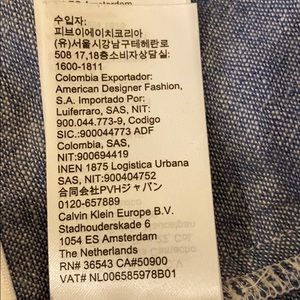 수입자:
피브이에이치코리아
(유)서울시강남구테헤란로
508 17,18층소비자상담실:
1600-1811
Colombia Exportador:
American Designer Fashion,
S.A. Importado Por:
Luiferraro, SAS, NIT:
900.044.773-9, Codigo
SIC.:900044773 ADF
Colombia, SAS,
NIT:900694419
INEN 1875 Logistica Urbana
SAS, NIT:900404752
合同会社PVHジャパン
0120-657889
Calvin Klein Europe B.V.
Stadhouderskade 6
1054 ES Amsterdam
The Netherlands
RN# 36543 CA#50900
VAT# NL006585978B01